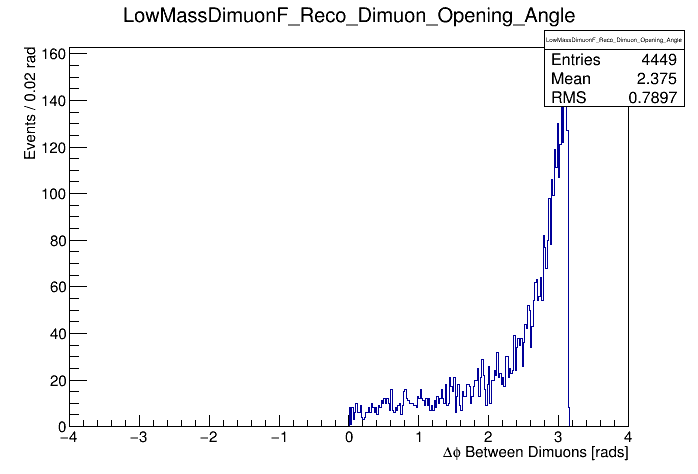 LowMassDimuonF_Reco_Dimuon_Opening_Angle
LowMassDimuonF_Reco_Dimuon_Opening_Angle
Entries 4449
Mean 2.375
RMS 0.7897
Events / 0.02 rad
160
140
120
100
80
60
40
20
0
−4 −3 −2 −1 0 1 2 3 4
Δϕ Between Dimuons [rads]